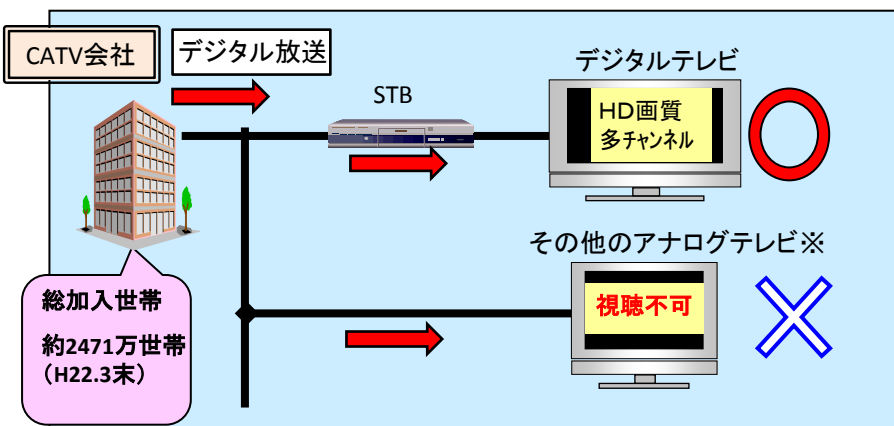 CATV会社
デジタル放送
STB
デジタルテレビ
HD画質
多チャンネル
その他のアナログテレビ※
視聴不可
総加入世帯
約2471万世帯
（H22.3末）